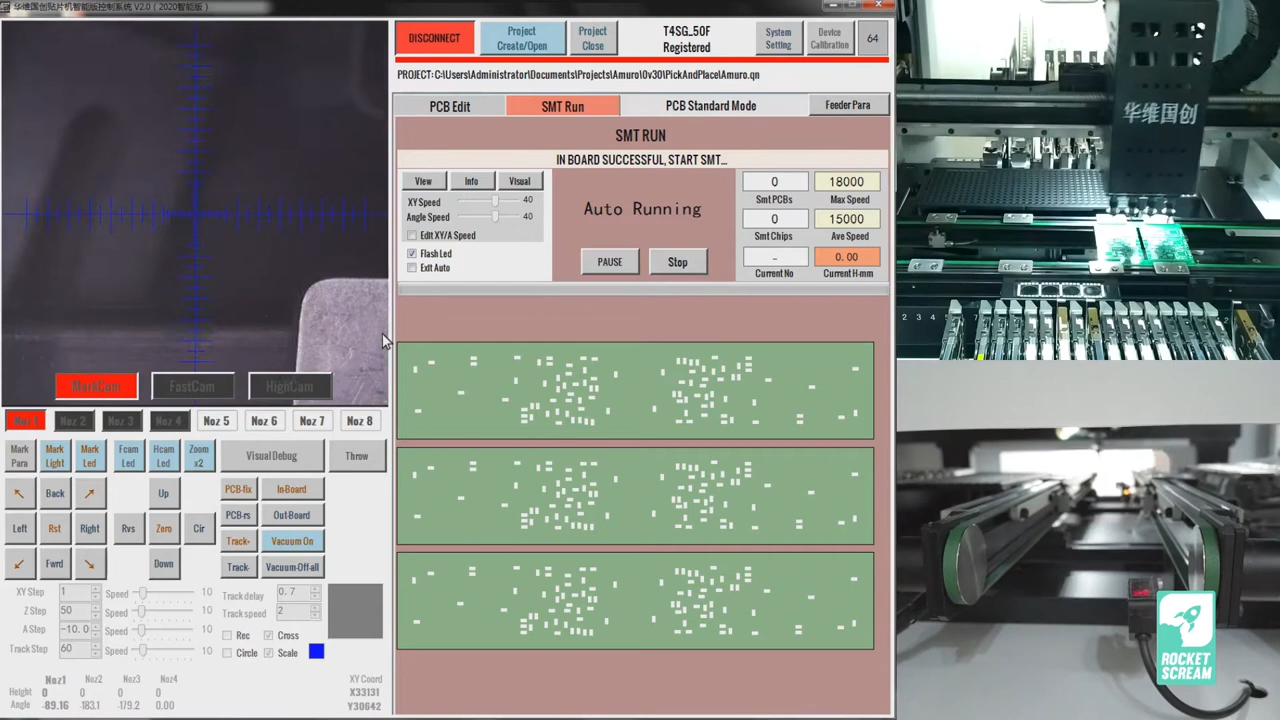 华维国创贴片机智能版控制系统 V2.0 ( 2020智能版 )
DISCONNECT
Project
Create/Open
Project
Close
T4SG_50F
Registered
System
Setting
Device
Calibration
64
PROJECT: C:\Users\Administrator\Documents\Projects\Amuro\0v30\PickAndPlace\Amuro.qn
PCB Edit
SMT Run
PCB Standard Mode
Feeder Para
SMT RUN
IN BOARD SUCCESSFUL, START SMT...
View
Info
Visual
XY Speed
40
Angle Speed
40
Edit XY/A Speed
Flash Led
Exit Auto
Auto Running
PAUSE
Stop
0
18000
Smt PCBs
Max Speed
0
15000
Smt Chips
Ave Speed
-
0.00
Current No
Current H-mm
MarkCam
FastCam
HighCam
Noz 1
Noz 2
Noz 3
Noz 4
Noz 5
Noz 6
Noz 7
Noz 8
Mark
Para
Mark
Light
Mark
Led
Fcam
Led
Hcam
Led
Zoom
x2
Visual Debug
Throw
↖
Back
↗
Up
PCB-fix
In-Board
Left
Rst
Right
Rvs
Zero
Cir
PCB-rs
Out-Board
Track+
Vacuum On
↙
Fwrd
↘
Down
Track-
Vacuum-Off-all
XY Step
1
Speed
10
Z Step
50
Speed
10
A Step
-10.0
Speed
10
Track Step
60
Speed
10
Track delay
0.7
Track speed
2
Rec
Cross
Circle
Scale
Noz1
Noz2
Noz3
Noz4
Height
0
0
0
0
Angle
-89.16
-183.1
-179.2
0.00
XY Coord
X33131
Y30642
华维国创
2 3 4
ROCKET
SCREAM